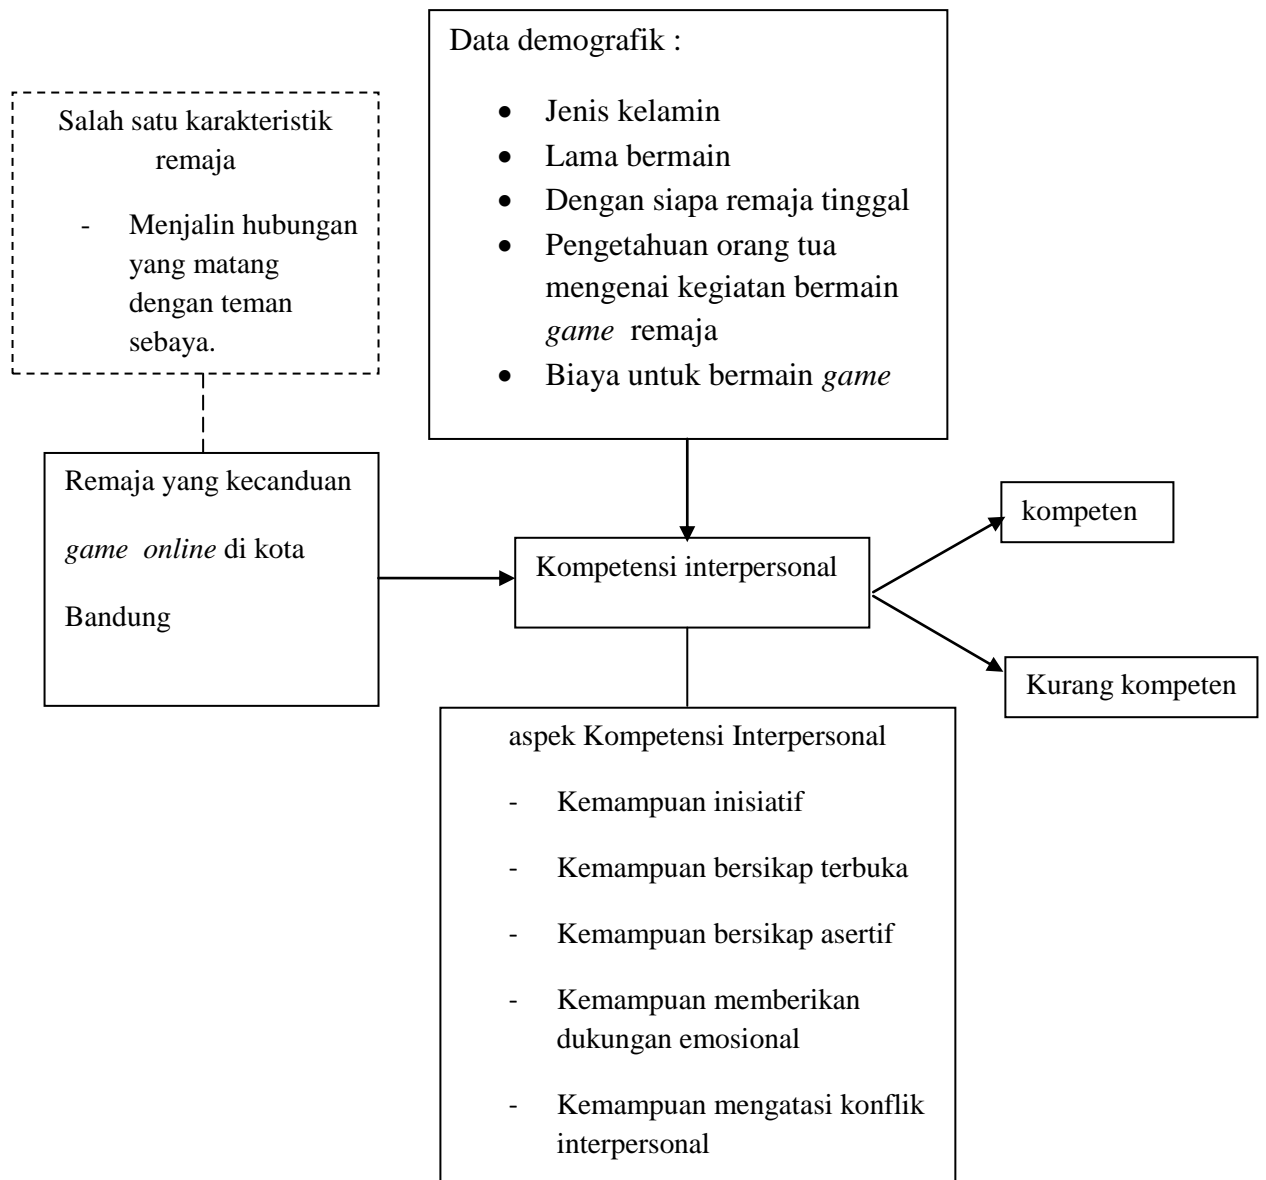 Data demografik :
• Jenis kelamin
• Lama bermain
• Dengan siapa remaja tinggal
• Pengetahuan orang tua
mengenai kegiatan bermain
game remaja
• Biaya untuk bermain game
Salah satu karakteristik
remaja
- Menjalin hubungan
yang matang
dengan teman
sebaya.
Remaja yang kecanduan
game online di kota
Bandung
Kompetensi interpersonal
kompeten
Kurang kompeten
aspek Kompetensi Interpersonal
- Kemampuan inisiatif
- Kemampuan bersikap terbuka
- Kemampuan bersikap asertif
- Kemampuan memberikan
dukungan emosional
- Kemampuan mengatasi konflik
interpersonal